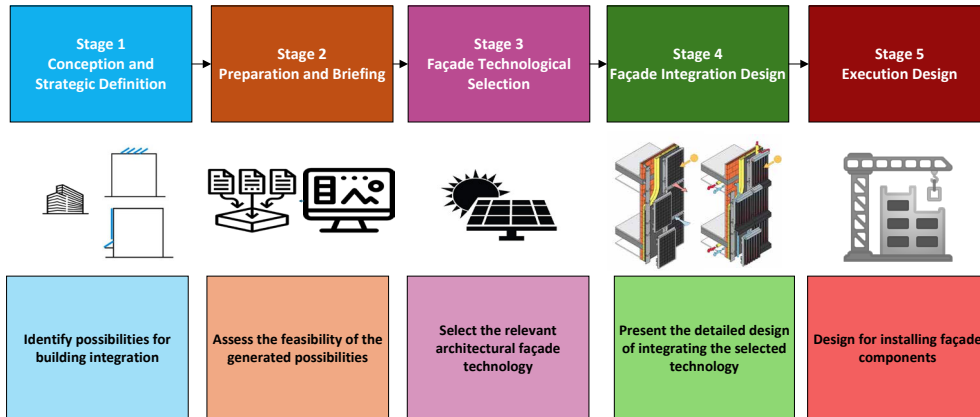 Stage 1
Conception and
Strategic Definition
Stage 2
Preparation and Briefing
Stage 3
Façade Technological
Selection
Stage 4
Façade Integration Design
Stage 5
Execution Design
Identify possibilities for
building integration
Assess the feasibility of the
generated possibilities
Select the relevant
architectural façade
technology
Present the detailed design
of integrating the selected
technology
Design for installing façade
components